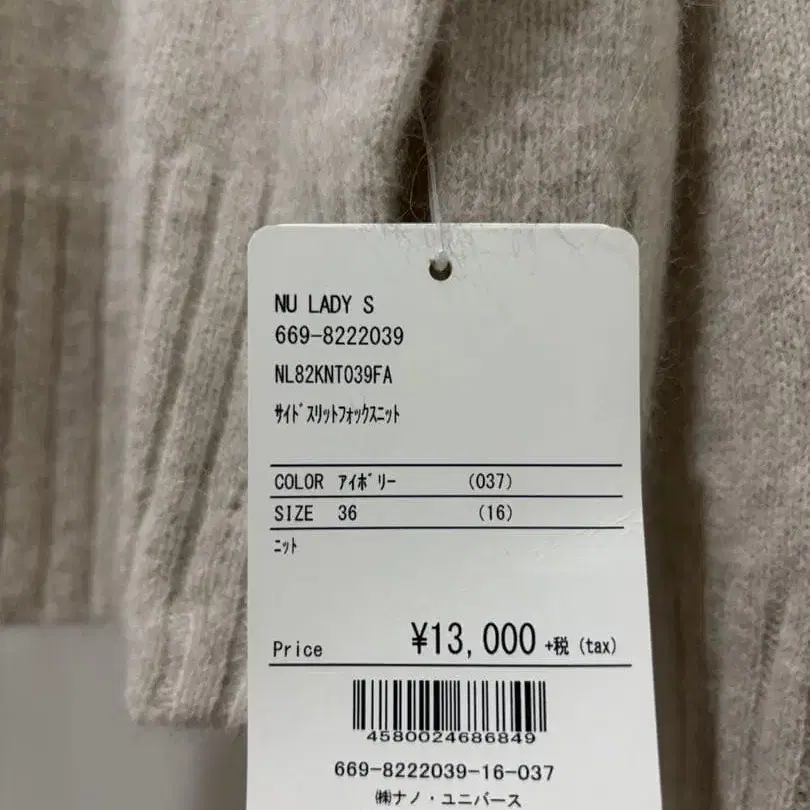 NU LADY S
669-8222039
NL82KNT039FA
ｻｲﾄﾞｽﾘｯﾄﾌｫｯｸｽﾆｯﾄ
COLOR ｱｲﾎﾞﾘｰ (037)
SIZE 36 (16)
ﾆｯﾄ
Price ¥13,000 +税 (tax)
4580024686849
669-8222039-16-037
㈱ナノ・ユニバース